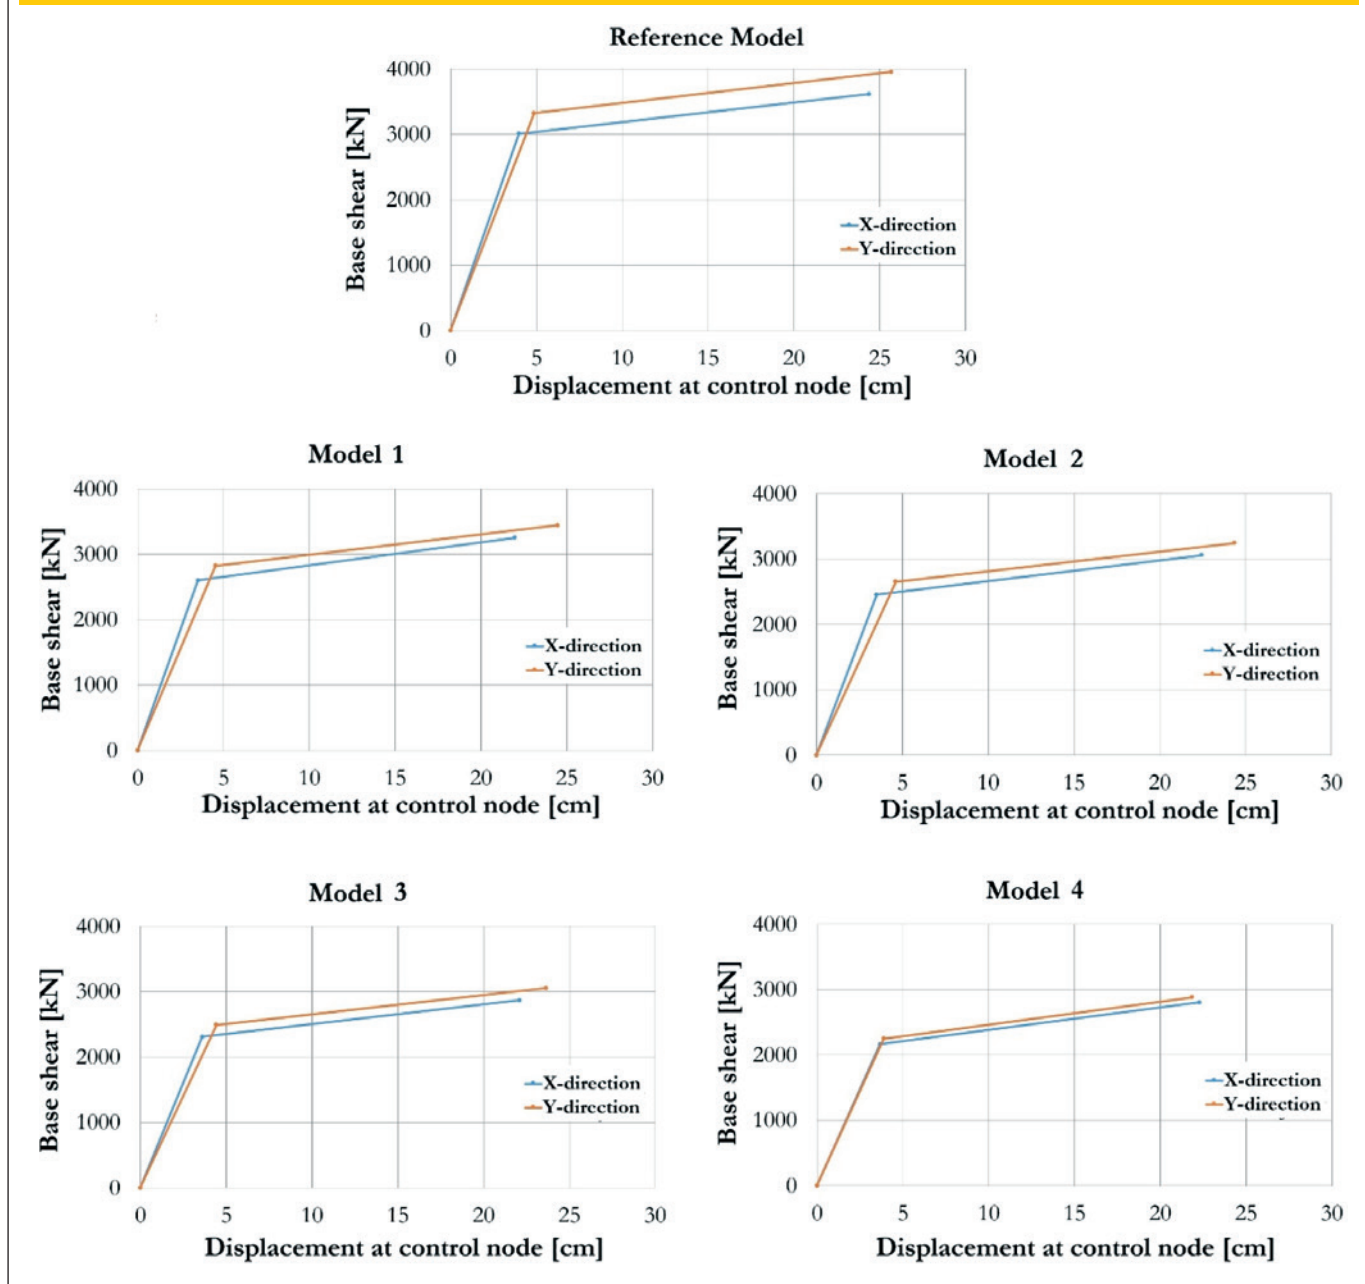 Reference Model
4000
3000
2000
1000
0
Base shear [kN]
X-direction
Y-direction
0 5 10 15 20 25 30
Displacement at control node [cm]
Model 1
4000
3000
2000
1000
0
Base shear [kN]
X-direction
Y-direction
0 5 10 15 20 25 30
Displacement at control node [cm]
Model 2
4000
3000
2000
1000
0
Base shear [kN]
X-direction
Y-direction
0 5 10 15 20 25 30
Displacement at control node [cm]
Model 3
4000
3000
2000
1000
0
Base shear [kN]
X-direction
Y-direction
0 5 10 15 20 25 30
Displacement at control node [cm]
Model 4
4000
3000
2000
1000
0
Base shear [kN]
X-direction
Y-direction
0 5 10 15 20 25 30
Displacement at control node [cm]